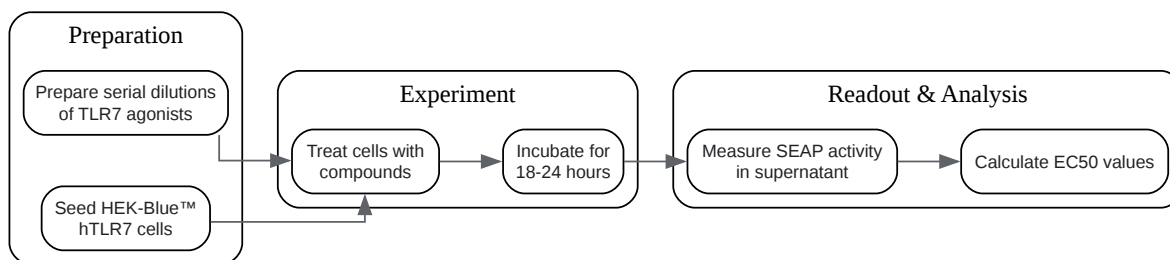 Preparation
Prepare serial dilutions
of TLR7 agonists
Seed HEK-Blue™
hTLR7 cells
Experiment
Treat cells with
compounds
Incubate for
18-24 hours
Readout & Analysis
Measure SEAP activity
in supernatant
Calculate EC50 values